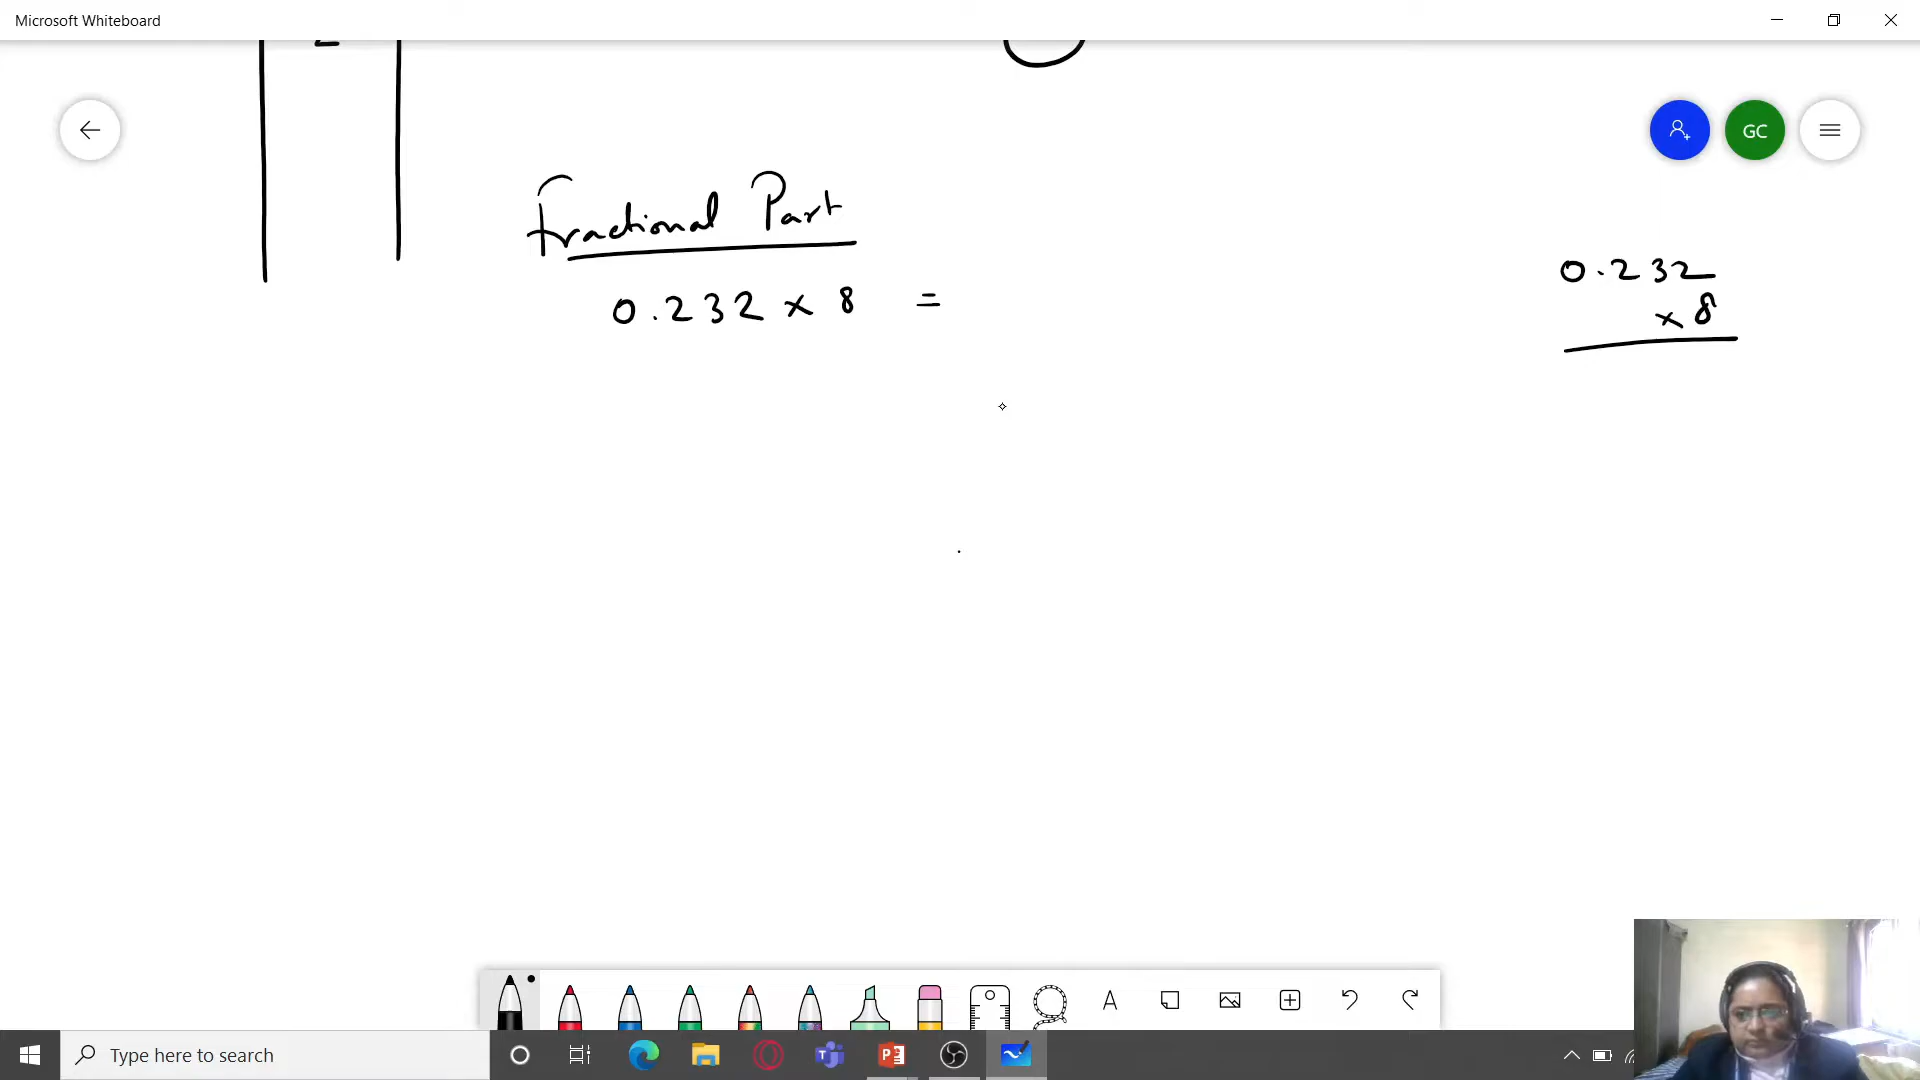 Microsoft Whiteboard
GC
Fractional Part
0.232 x 8 =
0.232
x 8
Type here to search